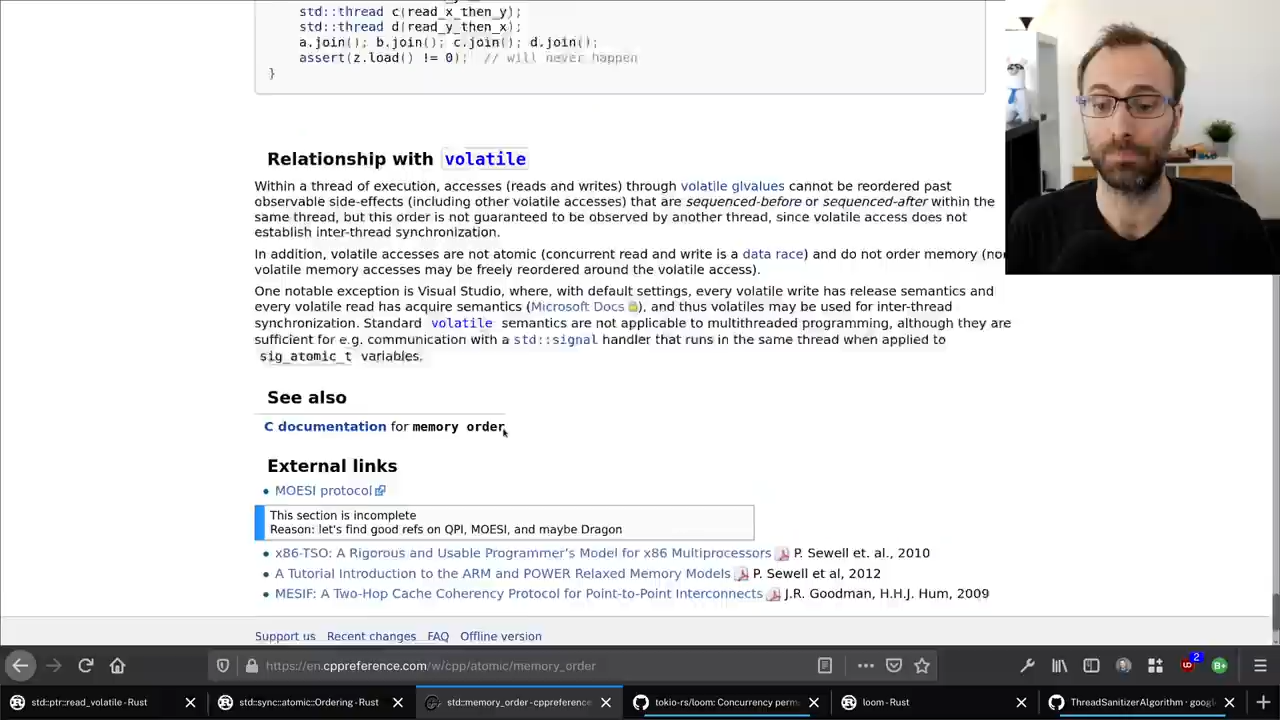 std::thread c(read_x_then_y);
std::thread d(read_y_then_x);
a.join(); b.join(); c.join(); d.join();
assert(z.load() != 0);  // will never happen
}
Relationship with volatile
Within a thread of execution, accesses (reads and writes) through volatile glvalues cannot be reordered past
observable side-effects (including other volatile accesses) that are sequenced-before or sequenced-after within the
same thread, but this order is not guaranteed to be observed by another thread, since volatile access does not
establish inter-thread synchronization.
In addition, volatile accesses are not atomic (concurrent read and write is a data race) and do not order memory
volatile memory accesses may be freely reordered around the volatile access).
One notable exception is Visual Studio, where, with default settings, every volatile write has release semantics and
every volatile read has acquire semantics (Microsoft Docs), and thus volatiles may be used for inter-thread
synchronization. Standard volatile semantics are not applicable to multithreaded programming, although they are
sufficient for e.g. communication with a std::signal handler that runs in the same thread when applied to
sig_atomic_t variables.
See also
C documentation for memory order
External links
• MOESI protocol
This section is incomplete
Reason: let's find good refs on QPI, MOESI, and maybe Dragon
• x86-TSO: A Rigorous and Usable Programmer's Model for x86 Multiprocessors P. Sewell et. al., 2010
• A Tutorial Introduction to the ARM and POWER Relaxed Memory Models P. Sewell et al, 2012
• MESIF: A Two-Hop Cache Coherency Protocol for Point-to-Point Interconnects J.R. Goodman, H.H.J. Hum, 2009
Support us Recent changes FAQ Offline version
https://en.cppreference.com/w/cpp/atomic/memory_order
2
std::ptr::read_volatile - Rust
std::sync::atomic::Ordering - Rust
std::memory_order - cppreference
tokio-rs/loom: Concurrency perm
loom - Rust
ThreadSanitizerAlgorithm · google